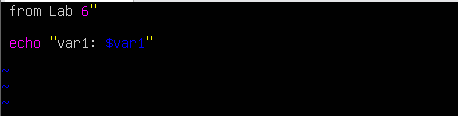 from Lab 6"
echo "var1: $var1"
~
~
~